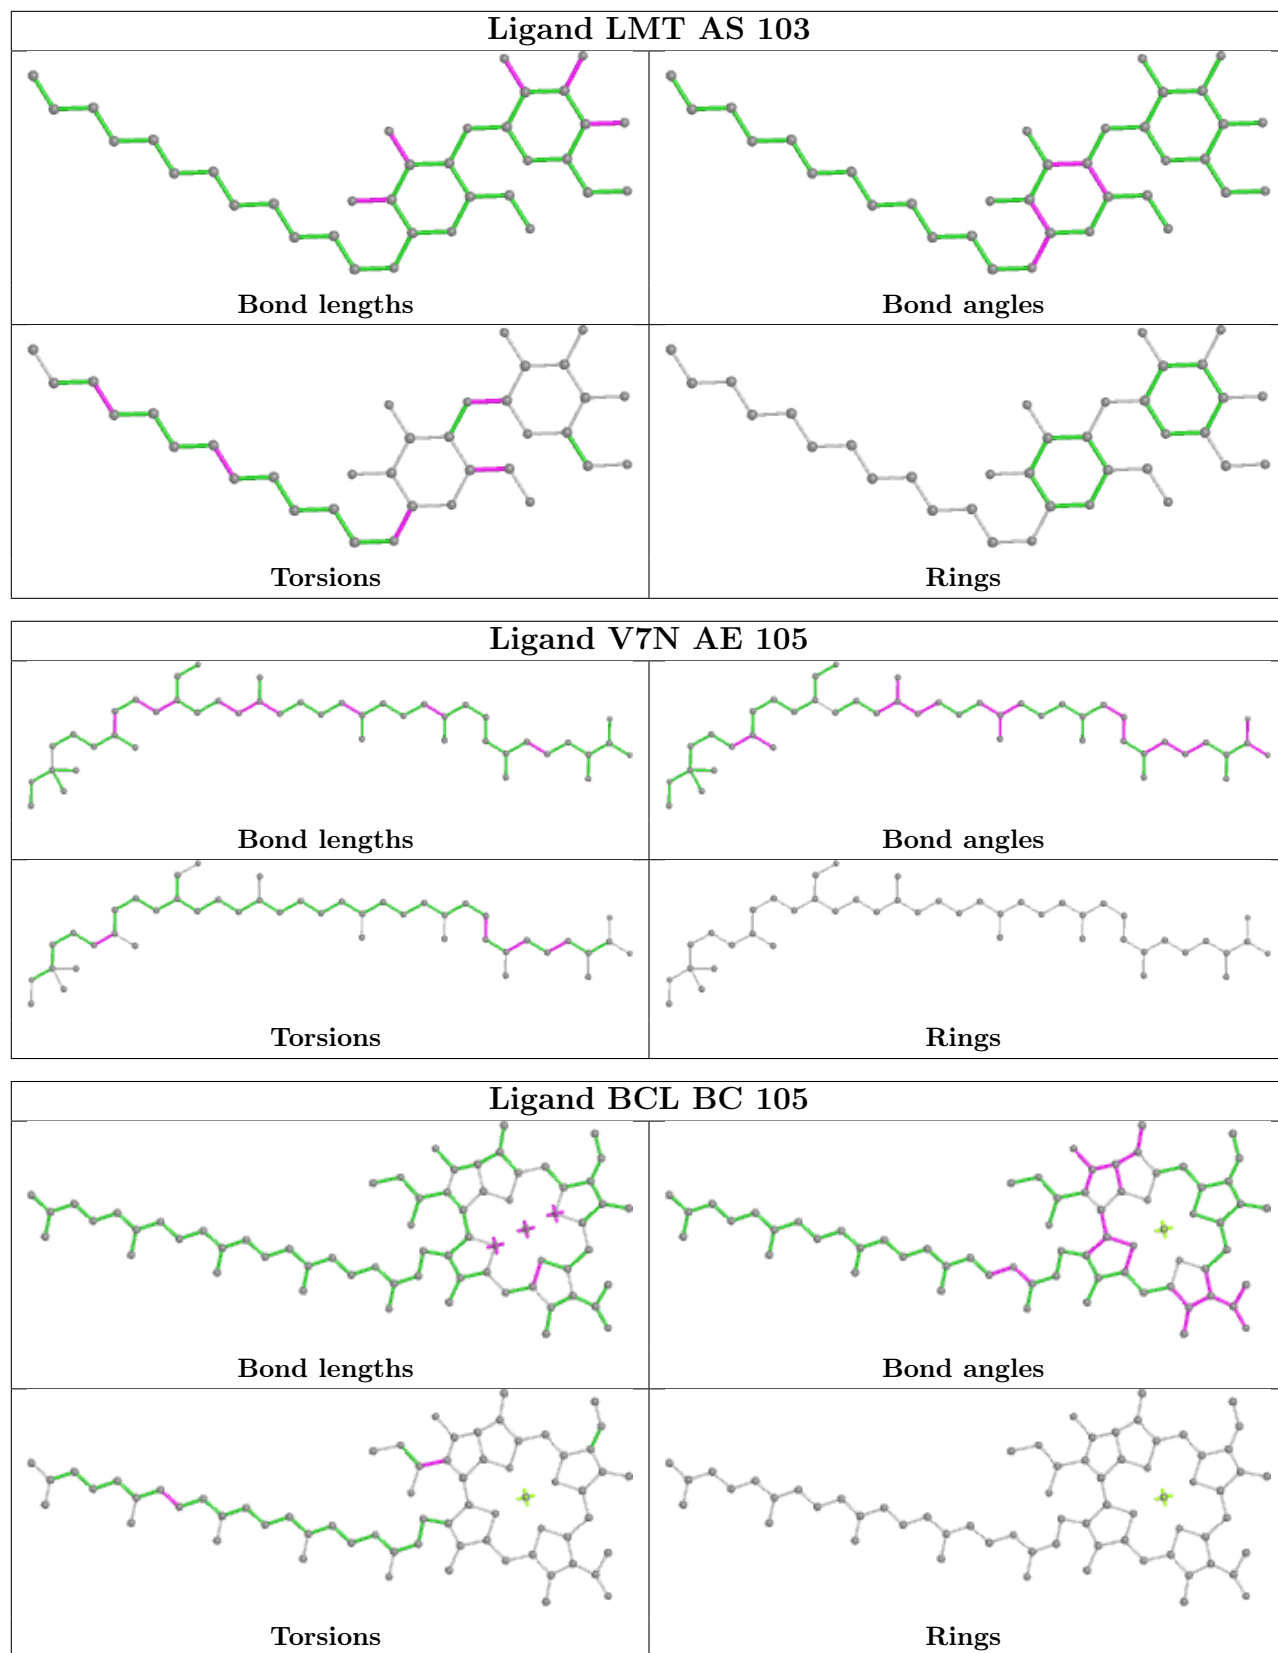 Ligand LMT AS 103
Bond lengths
Bond angles
Torsions
Rings
Ligand V7N AE 105
Bond lengths
Bond angles
Torsions
Rings
Ligand BCL BC 105
Bond lengths
Bond angles
Torsions
Rings